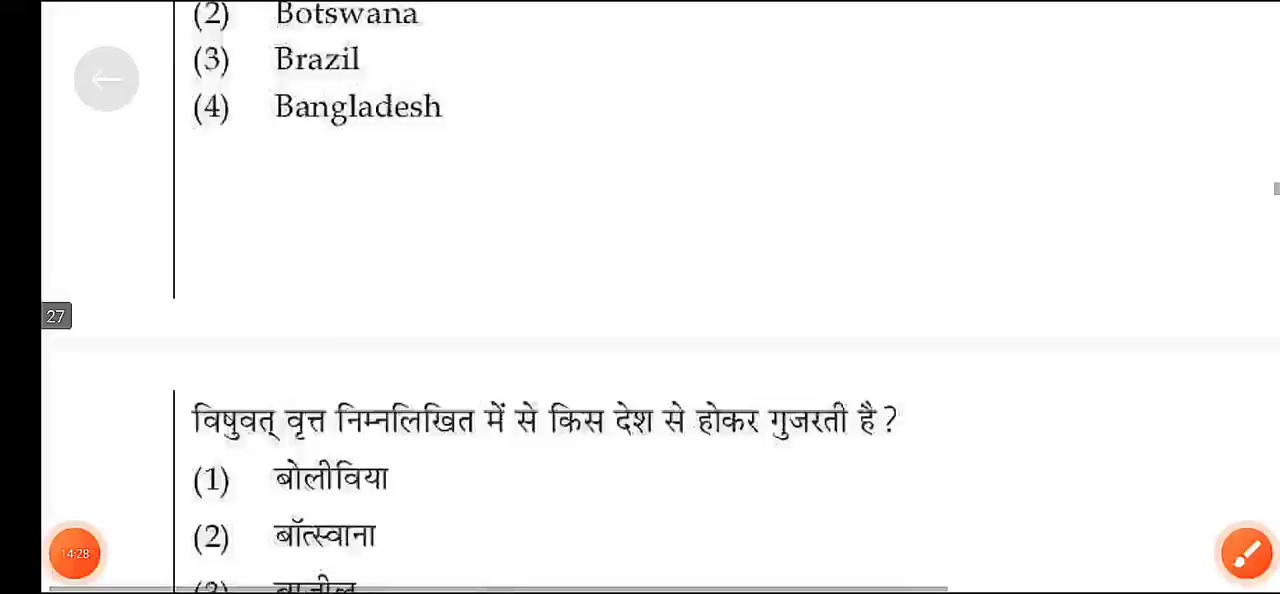 (2) Botswana
(3) Brazil
(4) Bangladesh
27
विषुवत् वृत्त निम्नलिखित में से किस देश से होकर गुजरती है ?
(1) बोलीविया
(2) बॉत्स्वाना
14:28